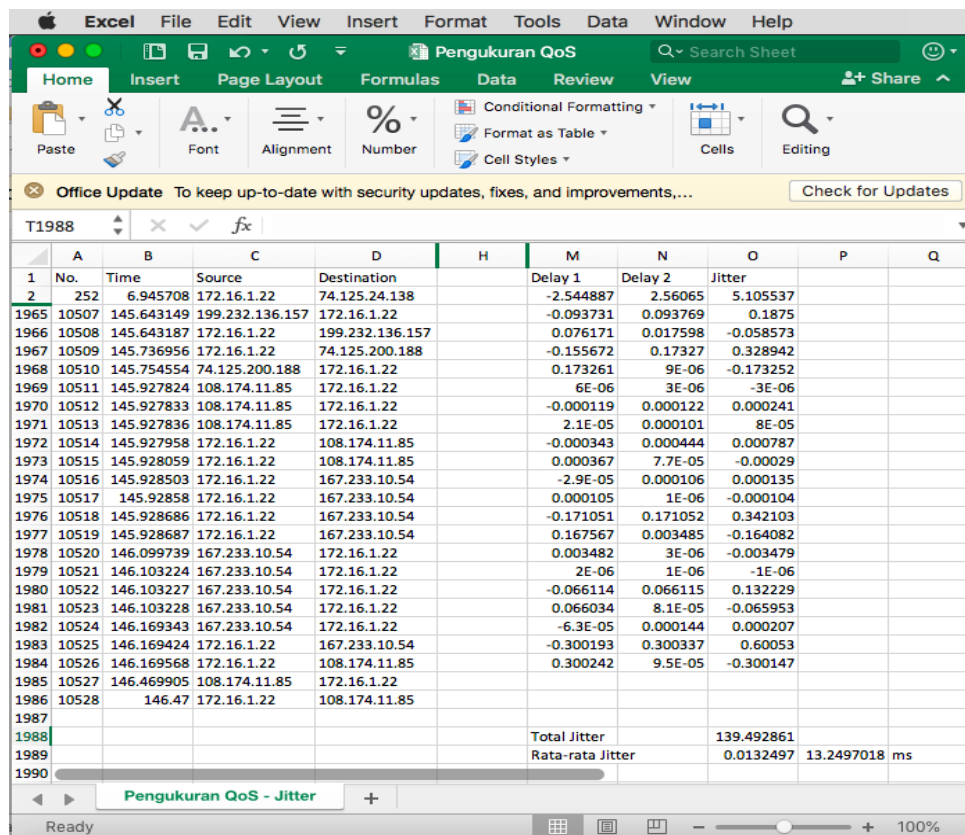 Excel File Edit View Insert Format Tools Data Window Help
Pengukuran QoS Search Sheet
Home Insert Page Layout Formulas Data Review View Share
Paste A... Font Alignment % Number Conditional Formatting Format as Table Cell Styles Cells Editing
Office Update To keep up-to-date with security updates, fixes, and improvements,... Check for Updates
T1988 fx
A B C D H M N O P Q
1 No. Time Source Destination Delay 1 Delay 2 Jitter
2 252 6.945708 172.16.1.22 74.125.24.138 -2.544887 2.56065 5.105537
1965 10507 145.643149 199.232.136.157 172.16.1.22 -0.093731 0.093769 0.1875
1966 10508 145.643187 172.16.1.22 199.232.136.157 0.076171 0.017598 -0.058573
1967 10509 145.736956 172.16.1.22 74.125.200.188 -0.155672 0.17327 0.328942
1968 10510 145.754554 74.125.200.188 172.16.1.22 0.173261 9E-06 -0.173252
1969 10511 145.927824 108.174.11.85 172.16.1.22 6E-06 3E-06 -3E-06
1970 10512 145.927833 108.174.11.85 172.16.1.22 -0.000119 0.000122 0.000241
1971 10513 145.927836 108.174.11.85 172.16.1.22 2.1E-05 0.000101 8E-05
1972 10514 145.927958 172.16.1.22 108.174.11.85 -0.000343 0.000444 0.000787
1973 10515 145.928059 172.16.1.22 108.174.11.85 0.000367 7.7E-05 -0.00029
1974 10516 145.928503 172.16.1.22 167.233.10.54 -2.9E-05 0.000106 0.000135
1975 10517 145.92858 172.16.1.22 167.233.10.54 0.000105 1E-06 -0.000104
1976 10518 145.928686 172.16.1.22 167.233.10.54 -0.171051 0.171052 0.342103
1977 10519 145.928687 172.16.1.22 167.233.10.54 0.167567 0.003485 -0.164082
1978 10520 146.099739 167.233.10.54 172.16.1.22 0.003482 3E-06 -0.003479
1979 10521 146.103224 167.233.10.54 172.16.1.22 2E-06 1E-06 -1E-06
1980 10522 146.103227 167.233.10.54 172.16.1.22 -0.066114 0.066115 0.132229
1981 10523 146.103228 167.233.10.54 172.16.1.22 0.066034 8.1E-05 -0.065953
1982 10524 146.169343 167.233.10.54 172.16.1.22 -6.3E-05 0.000144 0.000207
1983 10525 146.169424 172.16.1.22 167.233.10.54 -0.300193 0.300337 0.60053
1984 10526 146.169568 172.16.1.22 108.174.11.85 0.300242 9.5E-05 -0.300147
1985 10527 146.469905 108.174.11.85 172.16.1.22
1986 10528 146.47 172.16.1.22 108.174.11.85
1987
1988 Total Jitter 139.492861
1989 Rata-rata Jitter 0.0132497 13.2497018 ms
1990
Pengukuran QoS - Jitter +
Ready 100%